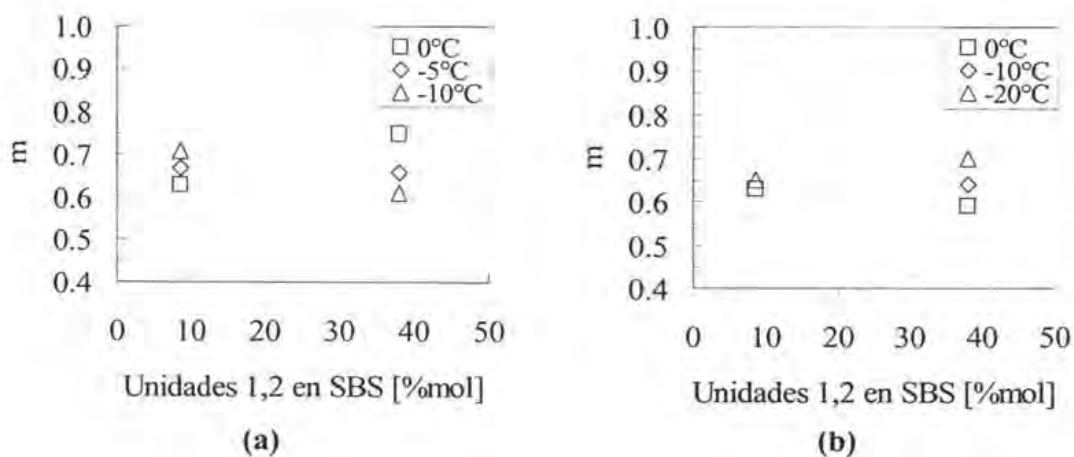 1.0
0.9
0.8
0.7
0.6
0.5
0.4
m
□ 0°C
◇ -5°C
△ -10°C
0 10 20 30 40 50
Unidades 1,2 en SBS [%mol]
(a)
1.0
0.9
0.8
0.7
0.6
0.5
0.4
m
□ 0°C
◇ -10°C
△ -20°C
0 10 20 30 40 50
Unidades 1,2 en SBS [%mol]
(b)